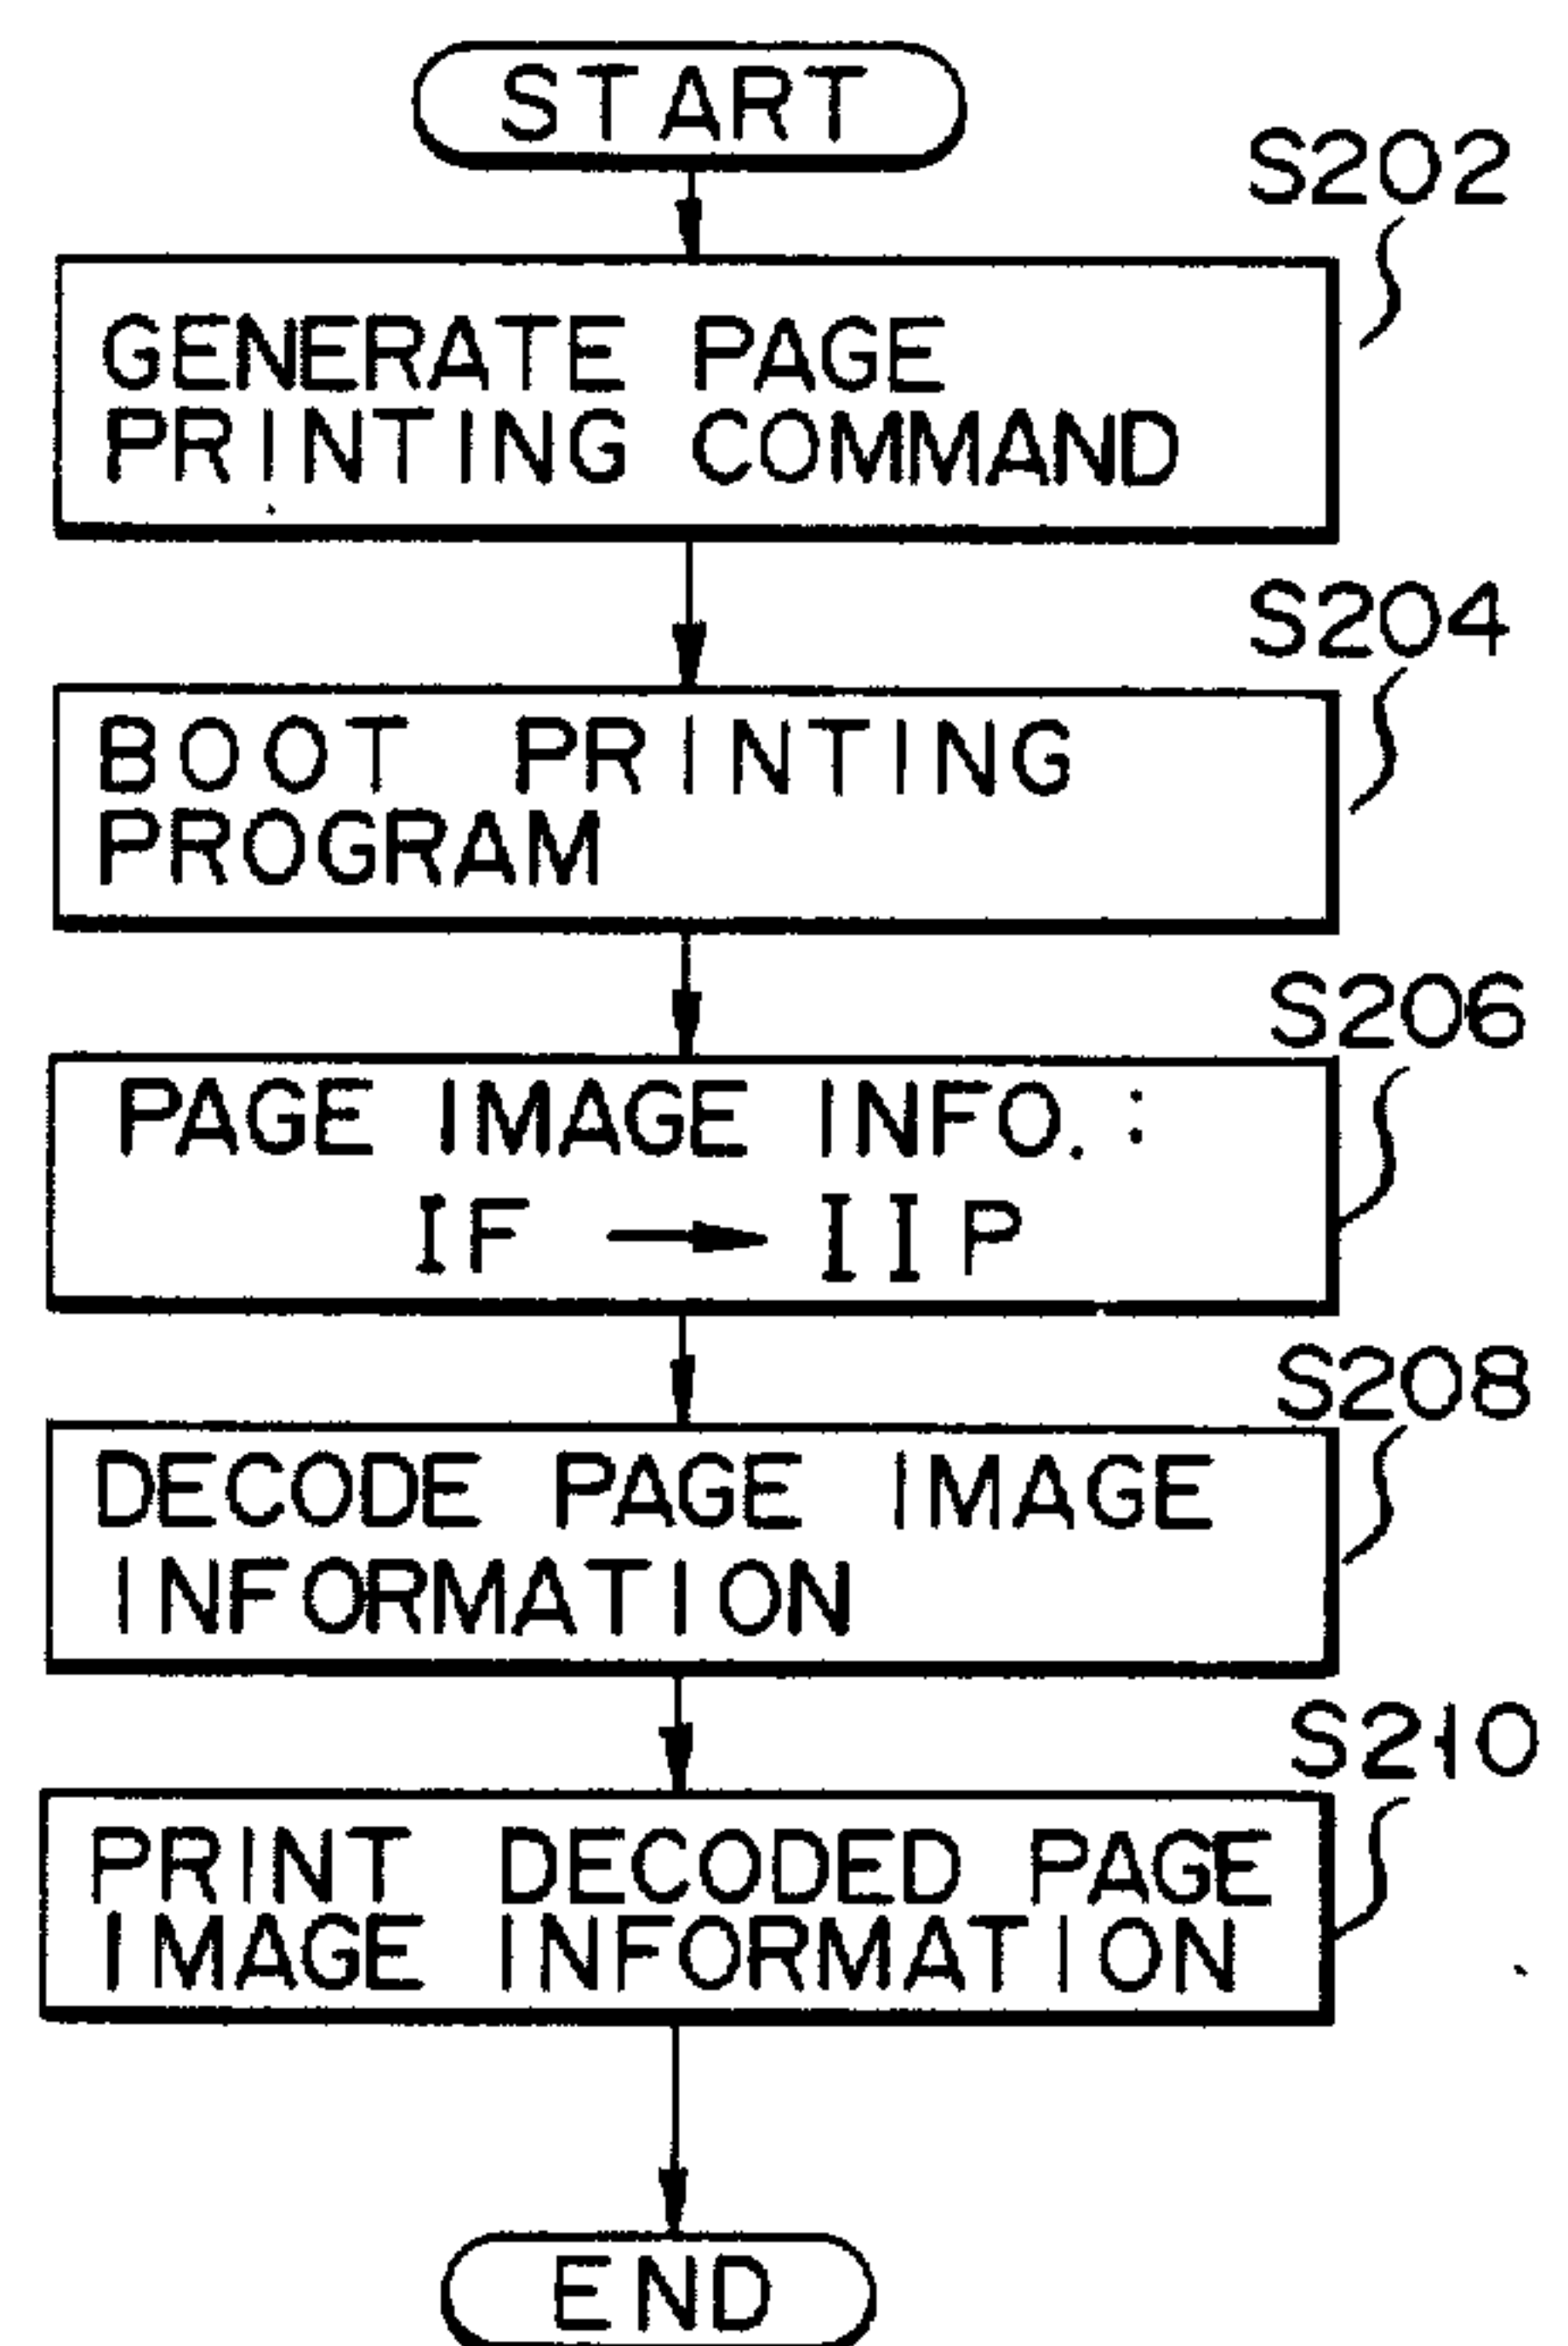 START
S202
GENERATE PAGE
PRINTING COMMAND
S204
BOOT PRINTING
PROGRAM
S206
PAGE IMAGE INFO. :
IF → IIP
S208
DECODE PAGE IMAGE
INFORMATION
S210
PRINT DECODED PAGE
IMAGE INFORMATION
END